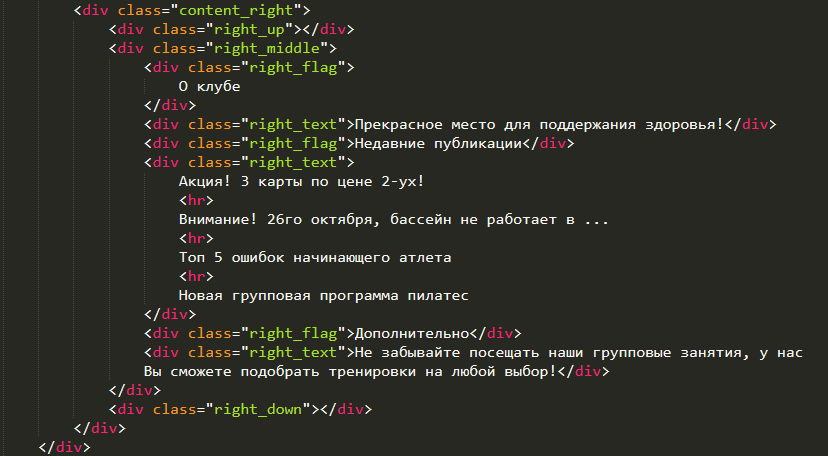 <div class="content_right">
<div class="right_up"></div>
<div class="right_middle">
<div class="right_flag">
О клубе
</div>
<div class="right_text">Прекрасное место для поддержания здоровья!</div>
<div class="right_flag">Недавние публикации</div>
<div class="right_text">
Акция! 3 карты по цене 2-ух!
<hr>
Внимание! 26го октября, бассейн не работает в ...
<hr>
Топ 5 ошибок начинающего атлета
<hr>
Новая групповая программа пилатес
</div>
<div class="right_flag">Дополнительно</div>
<div class="right_text">Не забывайте посещать наши групповые занятия, у нас
Вы сможете подобрать тренировки на любой выбор!</div>
</div>
<div class="right_down"></div>
</div>
</div>